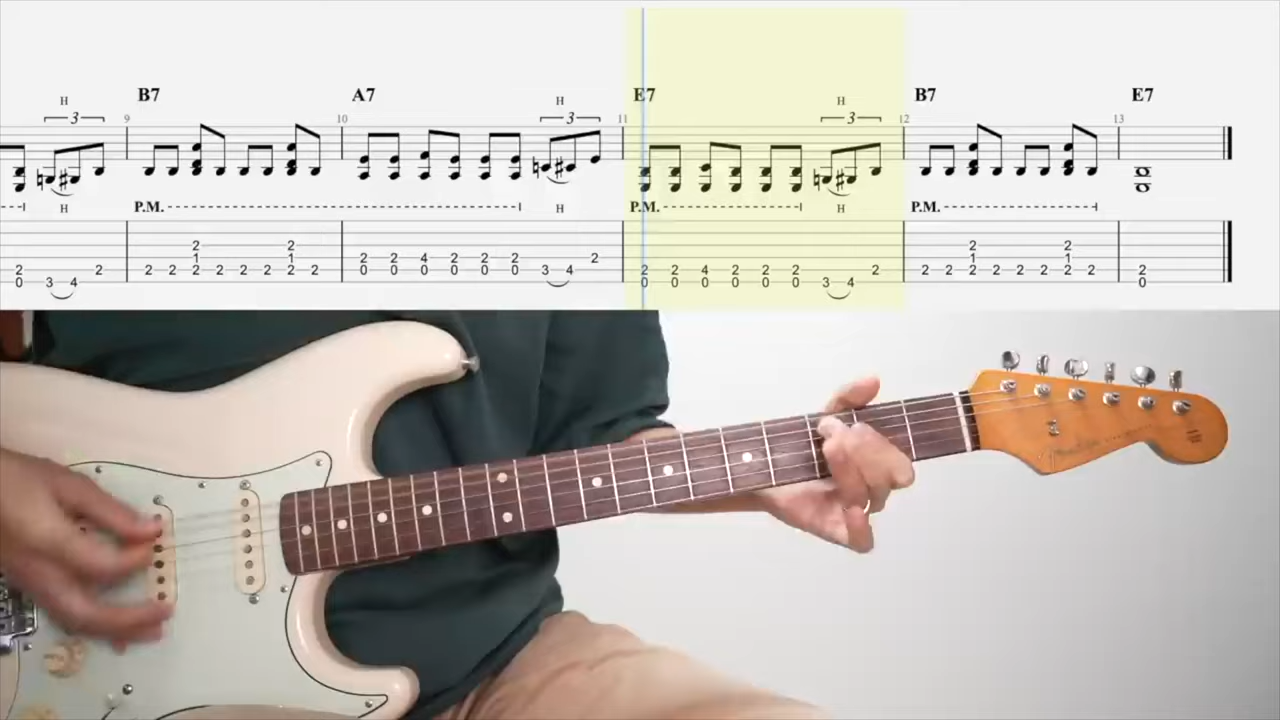 H H H
3 3 3
B7 A7 E7 B7 E7
9 10 11 12 13
P.M. H P.M. H P.M. H P.M.
2 2 2 2
2 2 4 2 2 2 2
1 1 1 1
2 2 2 2 2 2 2 2 2 2 2 0 0 0 0 0 0 3 4 2 2 4 2 2 2 2 2 2 2 2 2 2 2 2 2 2
0 3 4 0 0 0 0 0 0 3 4 0